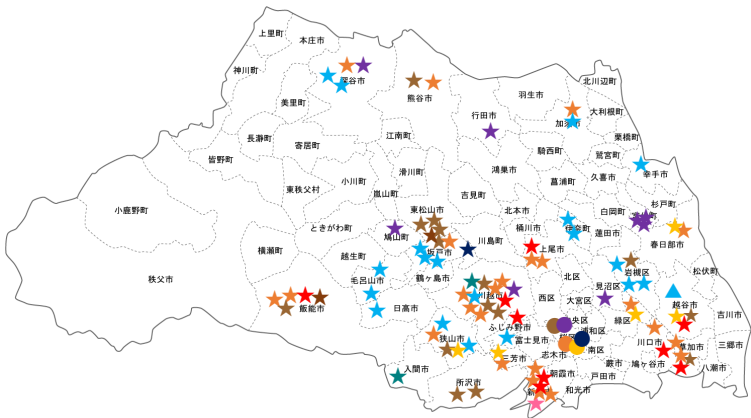 上里町
本庄市
神川町
深谷市
北川辺町
美里町
熊谷市
羽生市
大利根町
加須市
行田市
長瀞町
江南町
栗橋町
寄居町
騎西町
鷲宮町
皆野町
滑川町
鴻巣市
幸手市
小川町
菖浦町
久喜市
東秩父村
嵐山町
吉見町
杉戸町
小鹿野町
東松山市
北本市
白岡町
ときがわ町
桶川市
伊奈町
蓮田市
鳩山町
川島町
上尾市
春日部市
横瀬町
坂戸市
越生町
松伏町
秩父市
毛呂山市
鶴ヶ島市
北区
岩槻区
見沼区
川越市
西区
大宮区
越谷市
飯能市
日高市
吉川市
中央区
緑区
ふじみ野市
浦和区
狭山市
富士見市
川口市
三郷市
三芳市
志木市
南区
草加市
入間市
蕨市
鳩ヶ谷市
八潮市
所沢市
朝霞市
戸田市
和光市